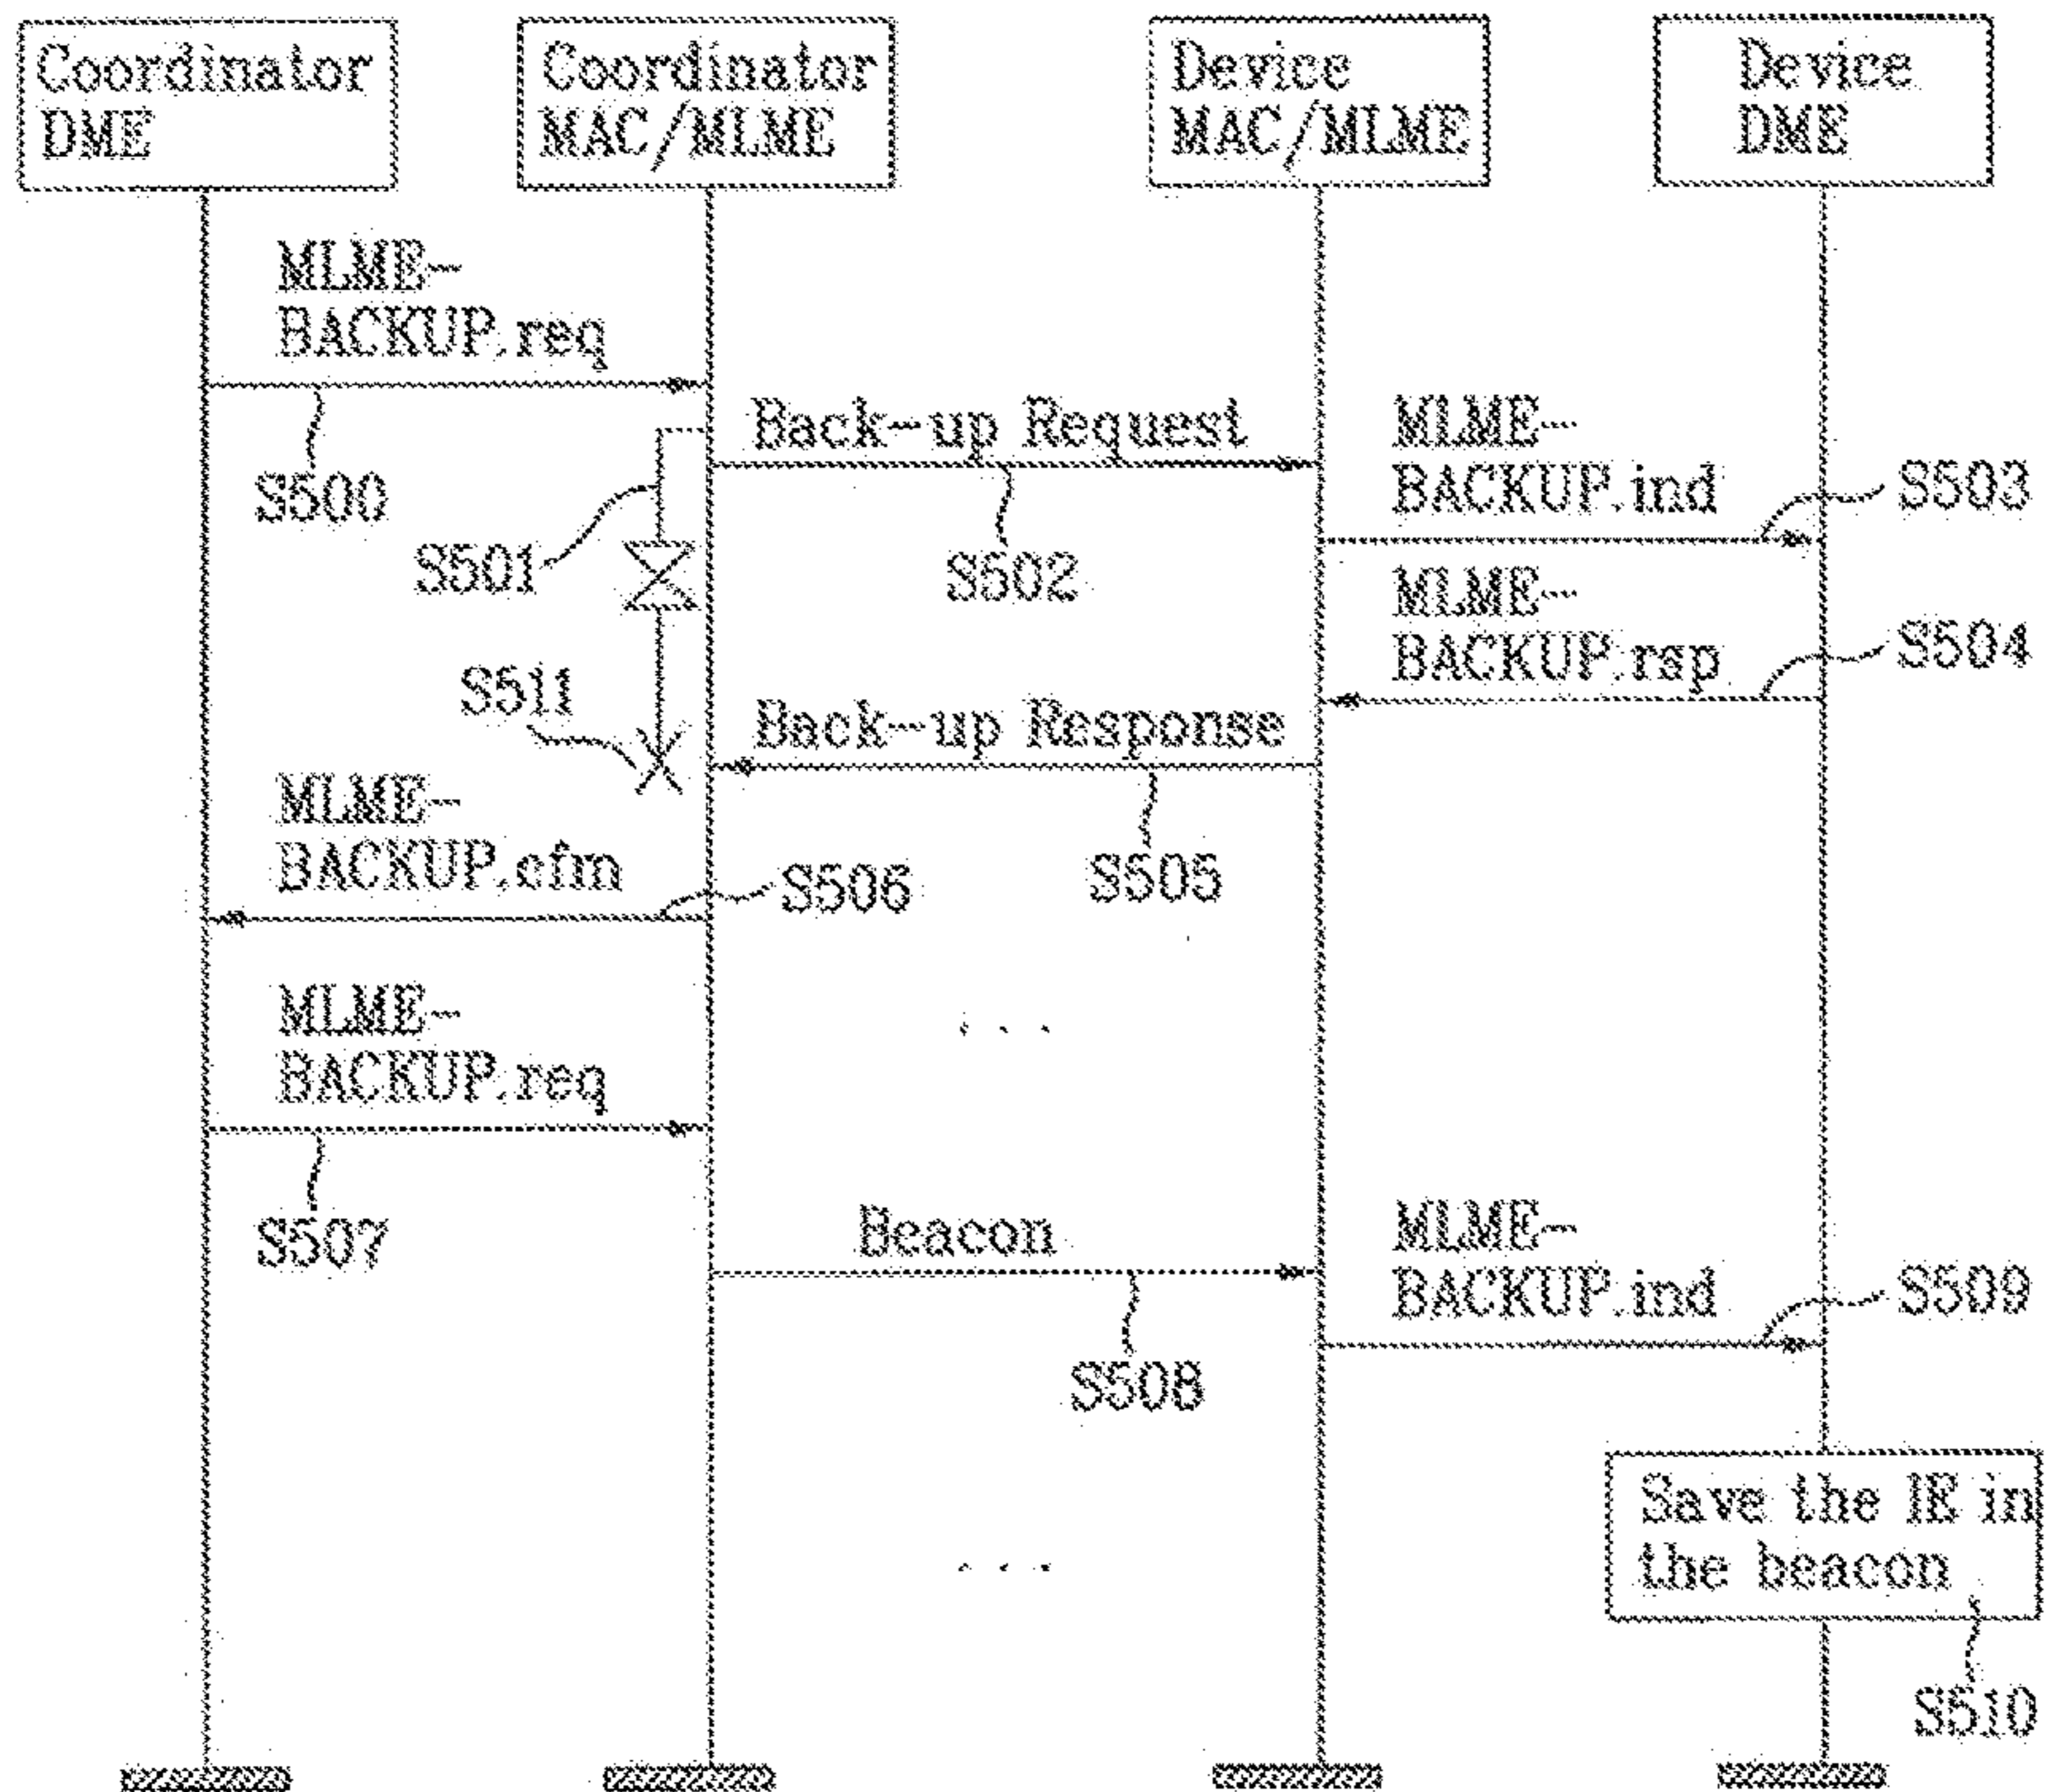 Coordinator
DME
Coordinator
MAC/MLME
Device
MAC/MLME
Device
DME
MLME-
BACKUP.req
S500
Back-up Request
S501
S502
MLME-
BACKUP.ind
S503
MLME-
BACKUP.rsp
S504
S511
Back-up Response
MLME-
BACKUP.cfm
S506
S505
. . .
MLME-
BACKUP.req
S507
Beacon
S508
MLME-
BACKUP.ind
S509
. . .
Save the IE in
the beacon
S510